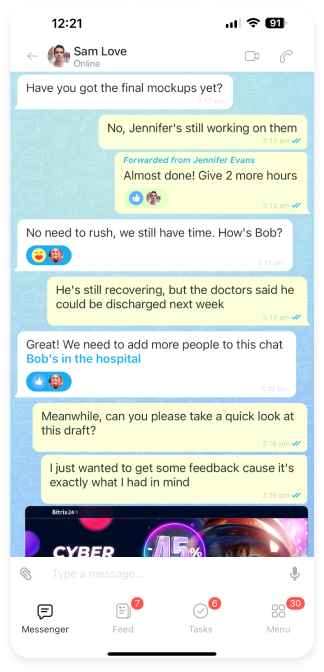 12:21
91
Sam Love
Online
Have you got the final mockups yet?
3:13 pm
No, Jennifer's still working on them
3:13 pm
Forwarded from Jennifer Evans
Almost done! Give 2 more hours
3:13 pm
No need to rush, we still have time. How's Bob?
3:13 pm
He's still recovering, but the doctors said he
could be discharged next week
3:13 pm
Great! We need to add more people to this chat
Bob's in the hospital
3:15 pm
Meanwhile, can you please take a quick look at
this draft?
3:16 pm
I just wanted to get some feedback cause it's
exactly what I had in mind
3:16 pm
Bitrix24
CYBER
-45%
Type a message...
7
6
30
Messenger
Feed
Tasks
Menu